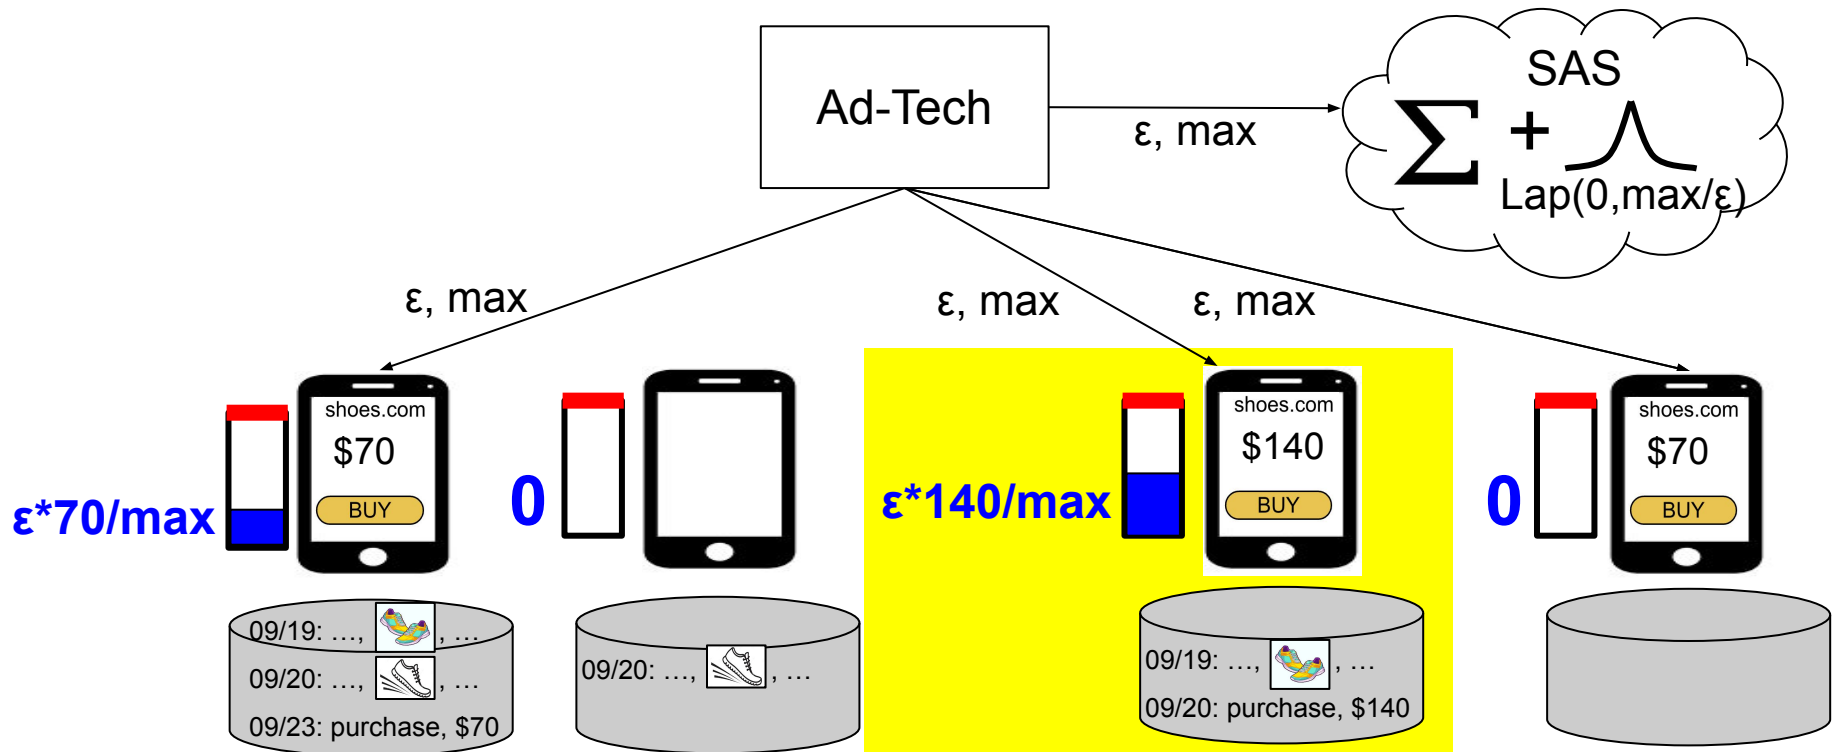 Ad-Tech
ε, max
SAS
Σ +
Lap(0,max/ε)
ε, max
ε, max
ε, max
shoes.com
$70
BUY
ε*70/max
0
shoes.com
$140
BUY
ε*140/max
shoes.com
$70
BUY
0
09/19: …, , …
09/20: …, , …
09/23: purchase, $70
09/20: …, , …
09/19: …, , …
09/20: purchase, $140